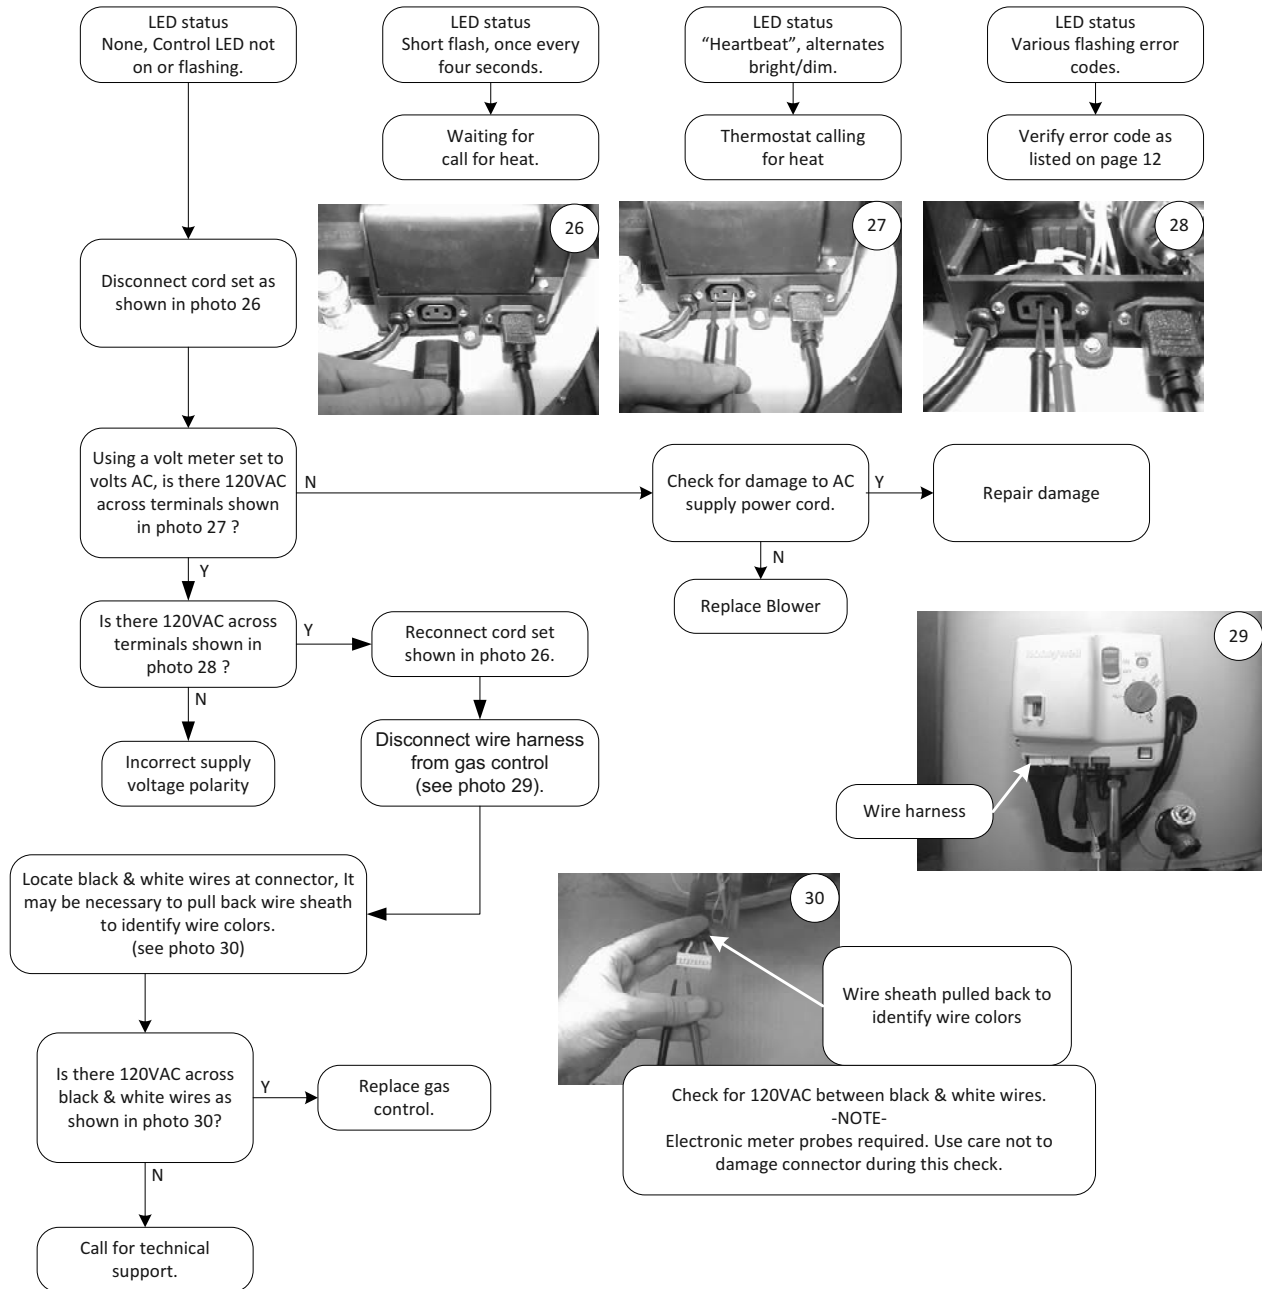 LED status
None, Control LED not
on or flashing.
LED status
Short flash, once every
four seconds.
LED status
“Heartbeat”, alternates
bright/dim.
LED status
Various flashing error
codes.
Waiting for
call for heat.
Thermostat calling
for heat
Verify error code as
listed on page 12
26
27
28
Disconnect cord set as
shown in photo 26
Using a volt meter set to
volts AC, is there 120VAC
across terminals shown
in photo 27 ?
N
Check for damage to AC
supply power cord.
Y
Repair damage
N
Replace Blower
Y
Is there 120VAC across
terminals shown in
photo 28 ?
Y
Reconnect cord set
shown in photo 26.
N
Incorrect supply
voltage polarity
Disconnect wire harness
from gas control
(see photo 29).
29
Honeywell
Wire harness
Locate black & white wires at connector, It
may be necessary to pull back wire sheath
to identify wire colors.
(see photo 30)
30
Wire sheath pulled back to
identify wire colors
Is there 120VAC across
black & white wires as
shown in photo 30?
Y
Replace gas
control.
Check for 120VAC between black & white wires.
-NOTE-
Electronic meter probes required. Use care not to
damage connector during this check.
N
Call for technical
support.